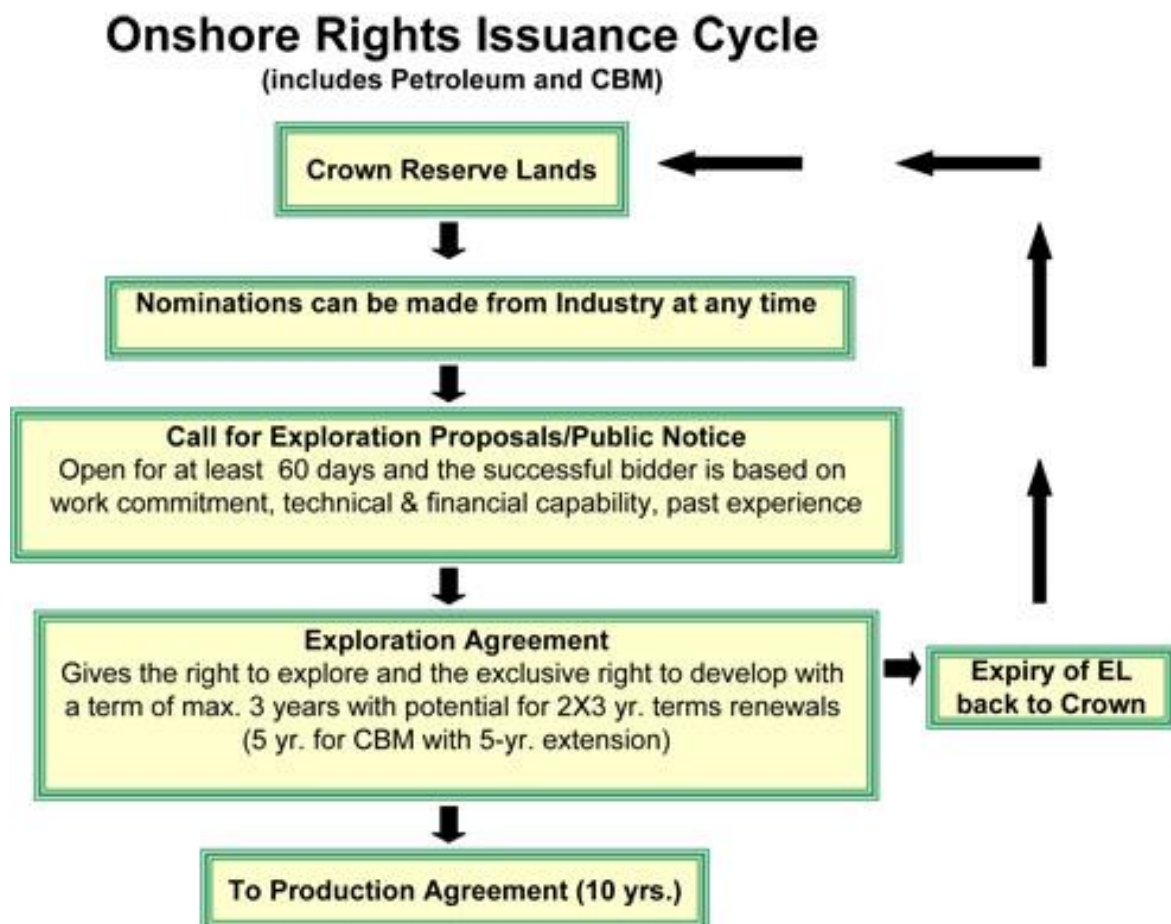 Onshore Rights Issuance Cycle
(includes Petroleum and CBM)
Crown Reserve Lands
Nominations can be made from Industry at any time
Call for Exploration Proposals/Public Notice
Open for at least 60 days and the successful bidder is based on
work commitment, technical & financial capability, past experience
Exploration Agreement
Gives the right to explore and the exclusive right to develop with
a term of max. 3 years with potential for 2X3 yr. terms renewals
(5 yr. for CBM with 5-yr. extension)
Expiry of EL
back to Crown
To Production Agreement (10 yrs.)